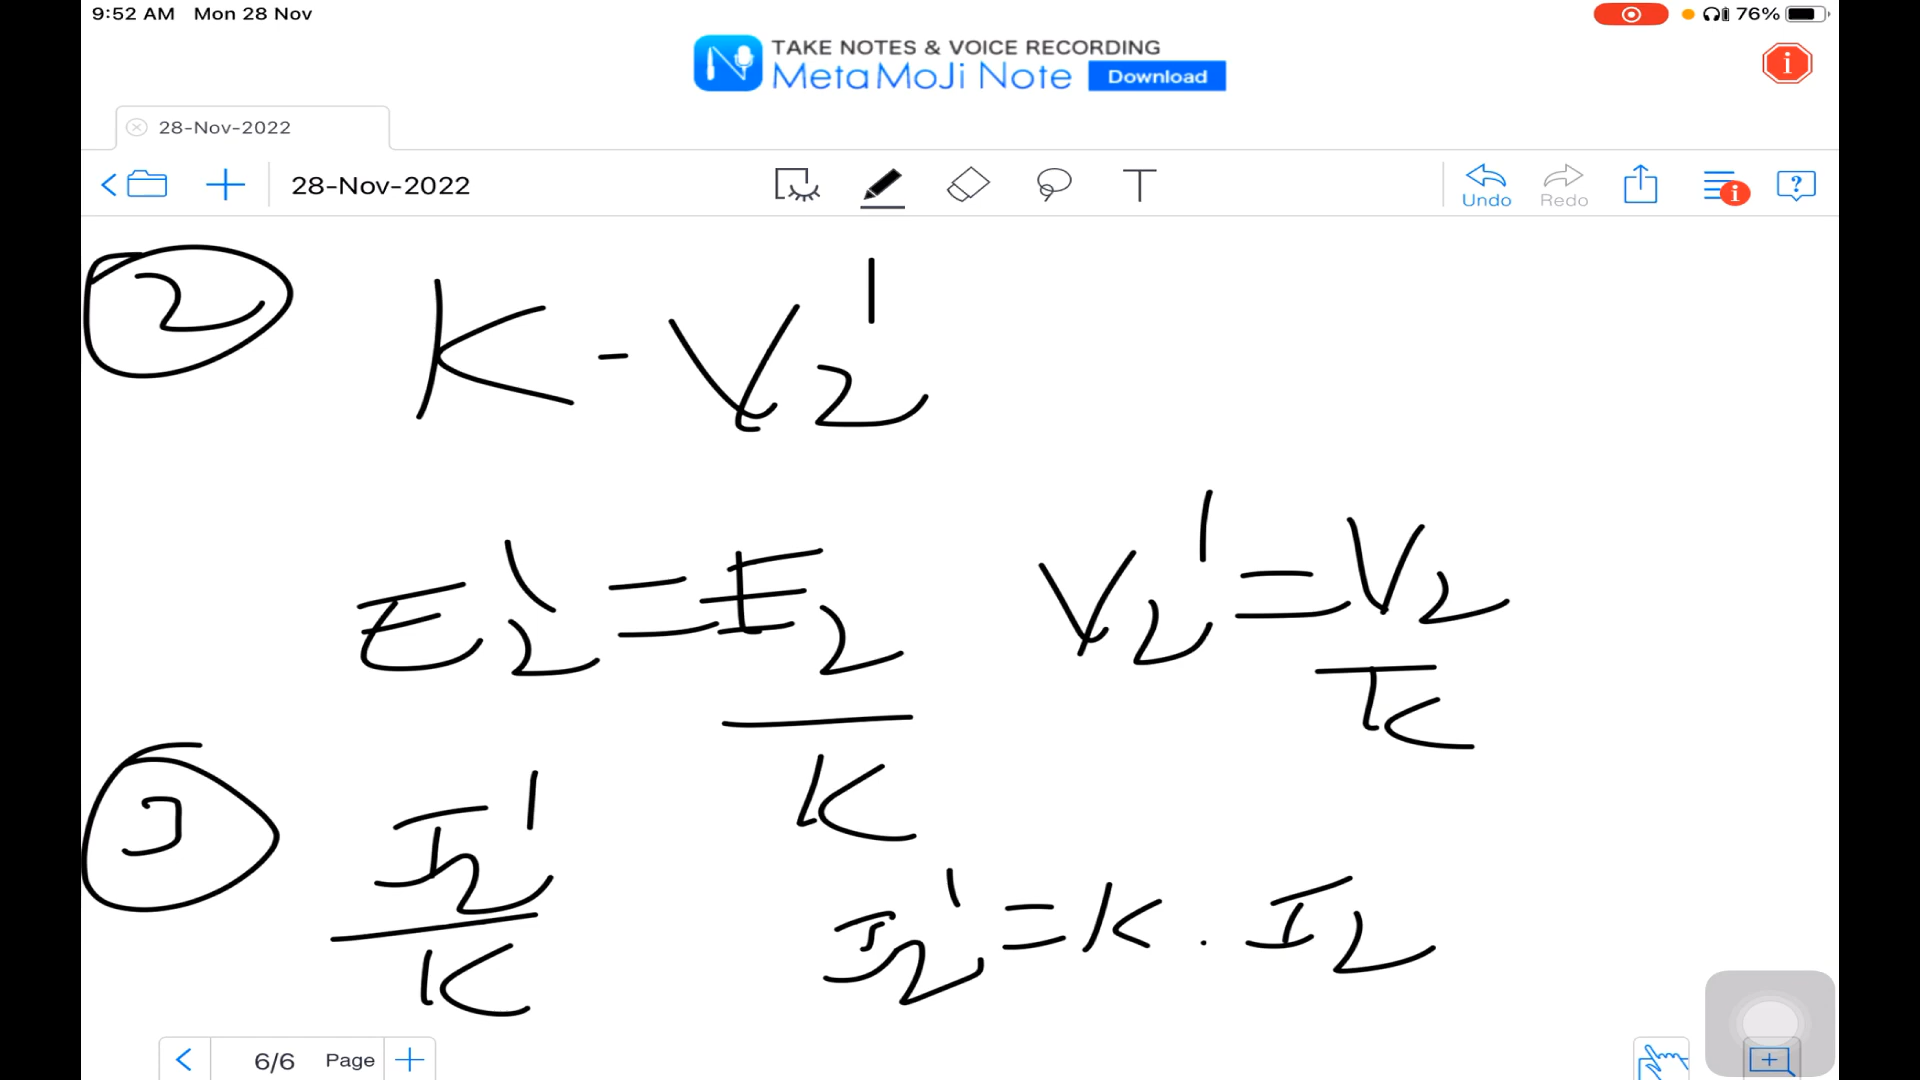 9:52 AM Mon 28 Nov 76%
TAKE NOTES & VOICE RECORDING
MetaMoJi Note Download
28-Nov-2022
28-Nov-2022
Undo Redo
2 K - V₂'
E₂' = E₂/K V₂' = V₂/K
3 I₂'/K I₂' = K . I₂
6/6 Page